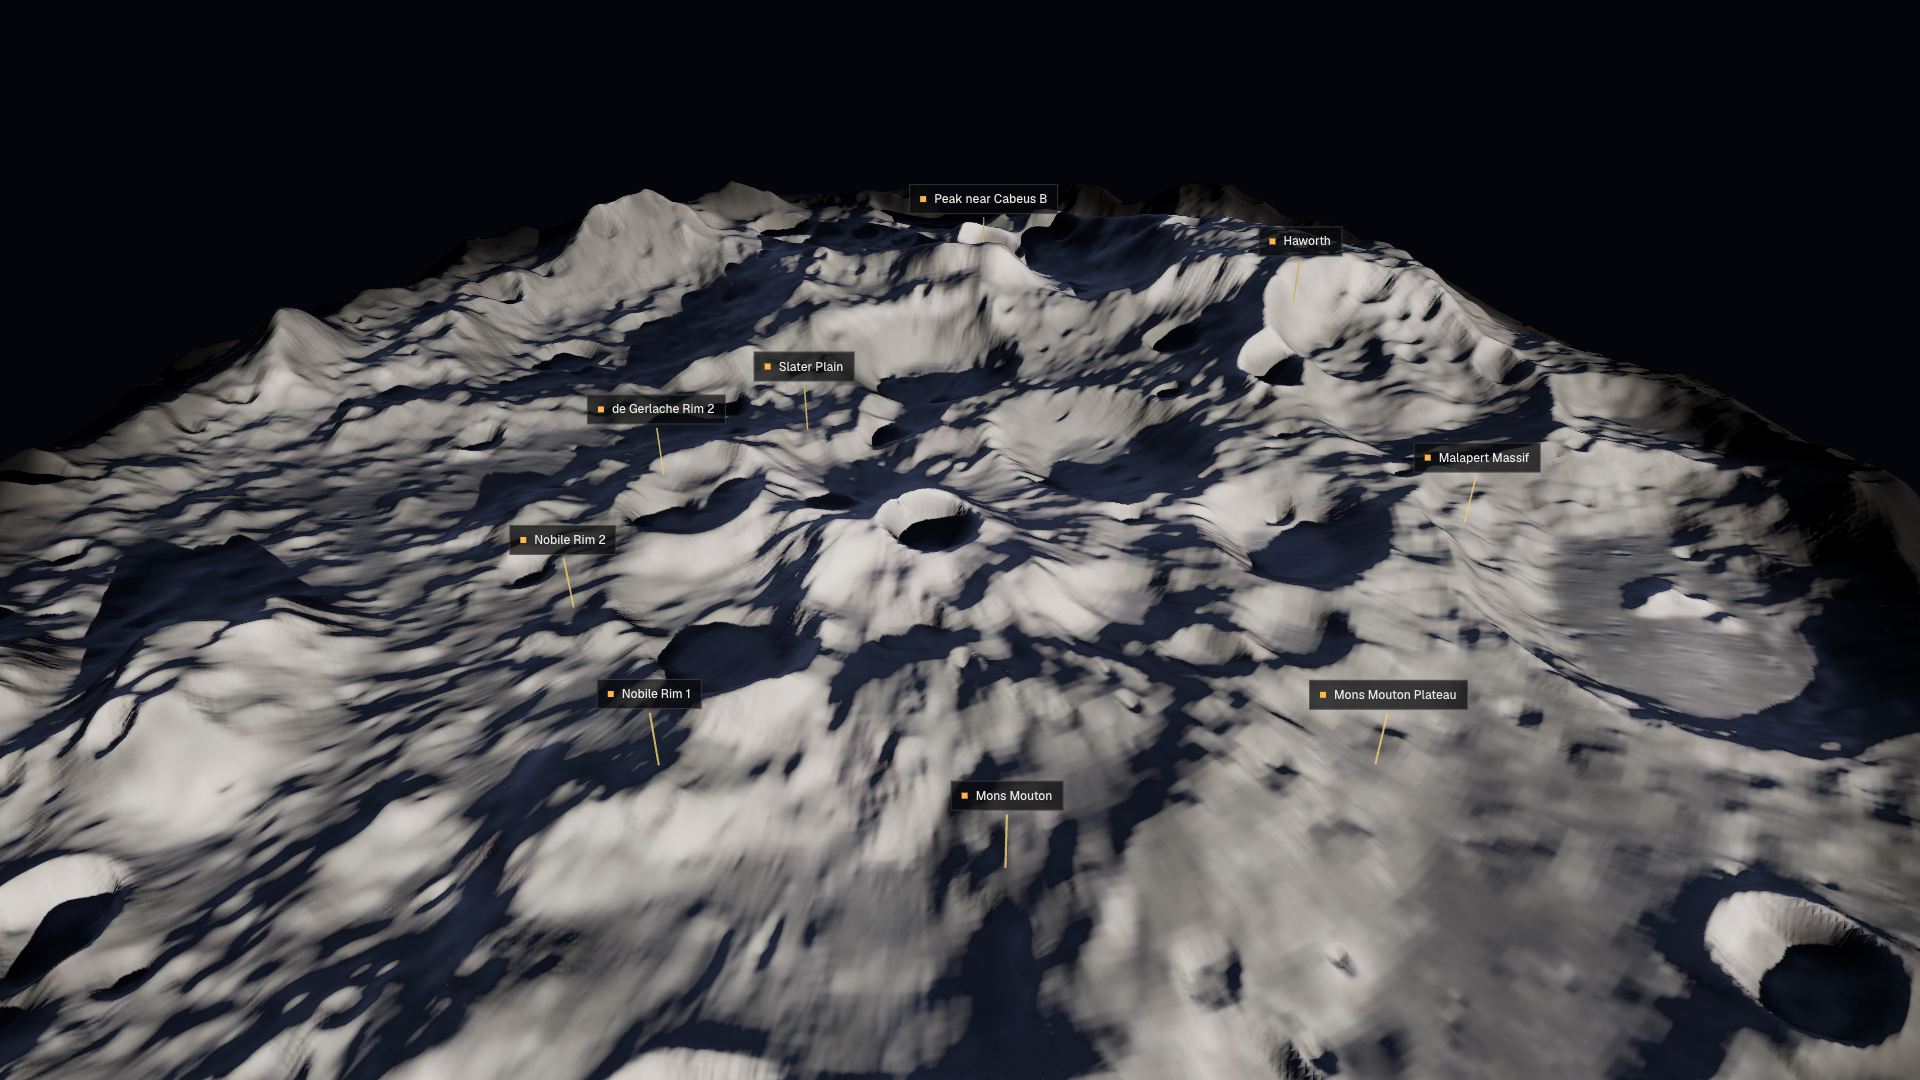 Peak near Cabeus B
Haworth
Slater Plain
de Gerlache Rim 2
Malapert Massif
Nobile Rim 2
Nobile Rim 1
Mons Mouton Plateau
Mons Mouton